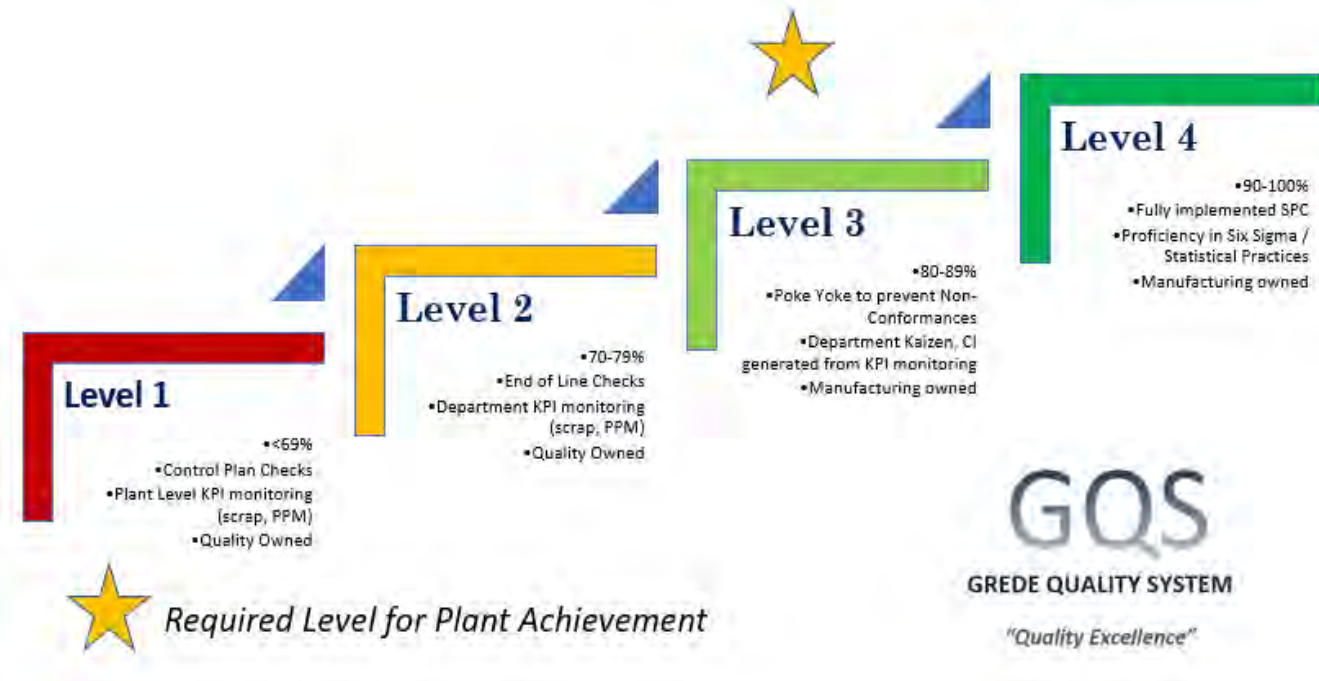 Level 1
•<69%
•Control Plan Checks
•Plant Level KPI monitoring
(scrap, PPM)
•Quality Owned
Level 2
•70-79%
•End of Line Checks
•Department KPI monitoring
(scrap, PPM)
•Quality Owned
Level 3
•80-89%
•Poke Yoke to prevent Non-
Conformances
•Department Kaizen, CI
generated from KPI monitoring
•Manufacturing owned
Level 4
•90-100%
•Fully implemented SPC
•Proficiency in Six Sigma /
Statistical Practices
•Manufacturing owned
Required Level for Plant Achievement
GQS
GREDE QUALITY SYSTEM
"Quality Excellence"